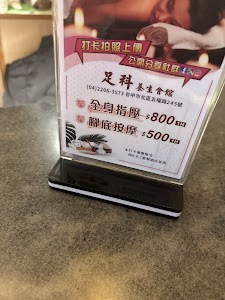 打卡拍照上傳
公開分享社群
足科養生會館
(04)2206-3573 台中市北區五權路245號
全身指壓 $800
腳底按摩 $500